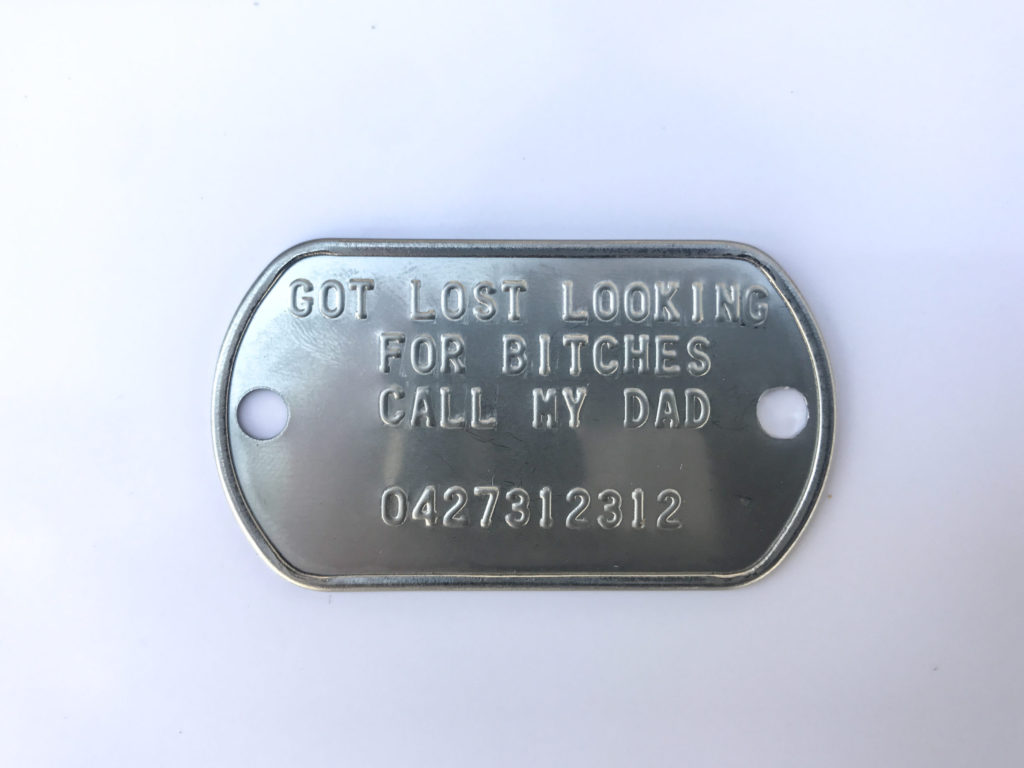 GOT LOST LOOKING
FOR BITCHES
CALL MY DAD
0427312312